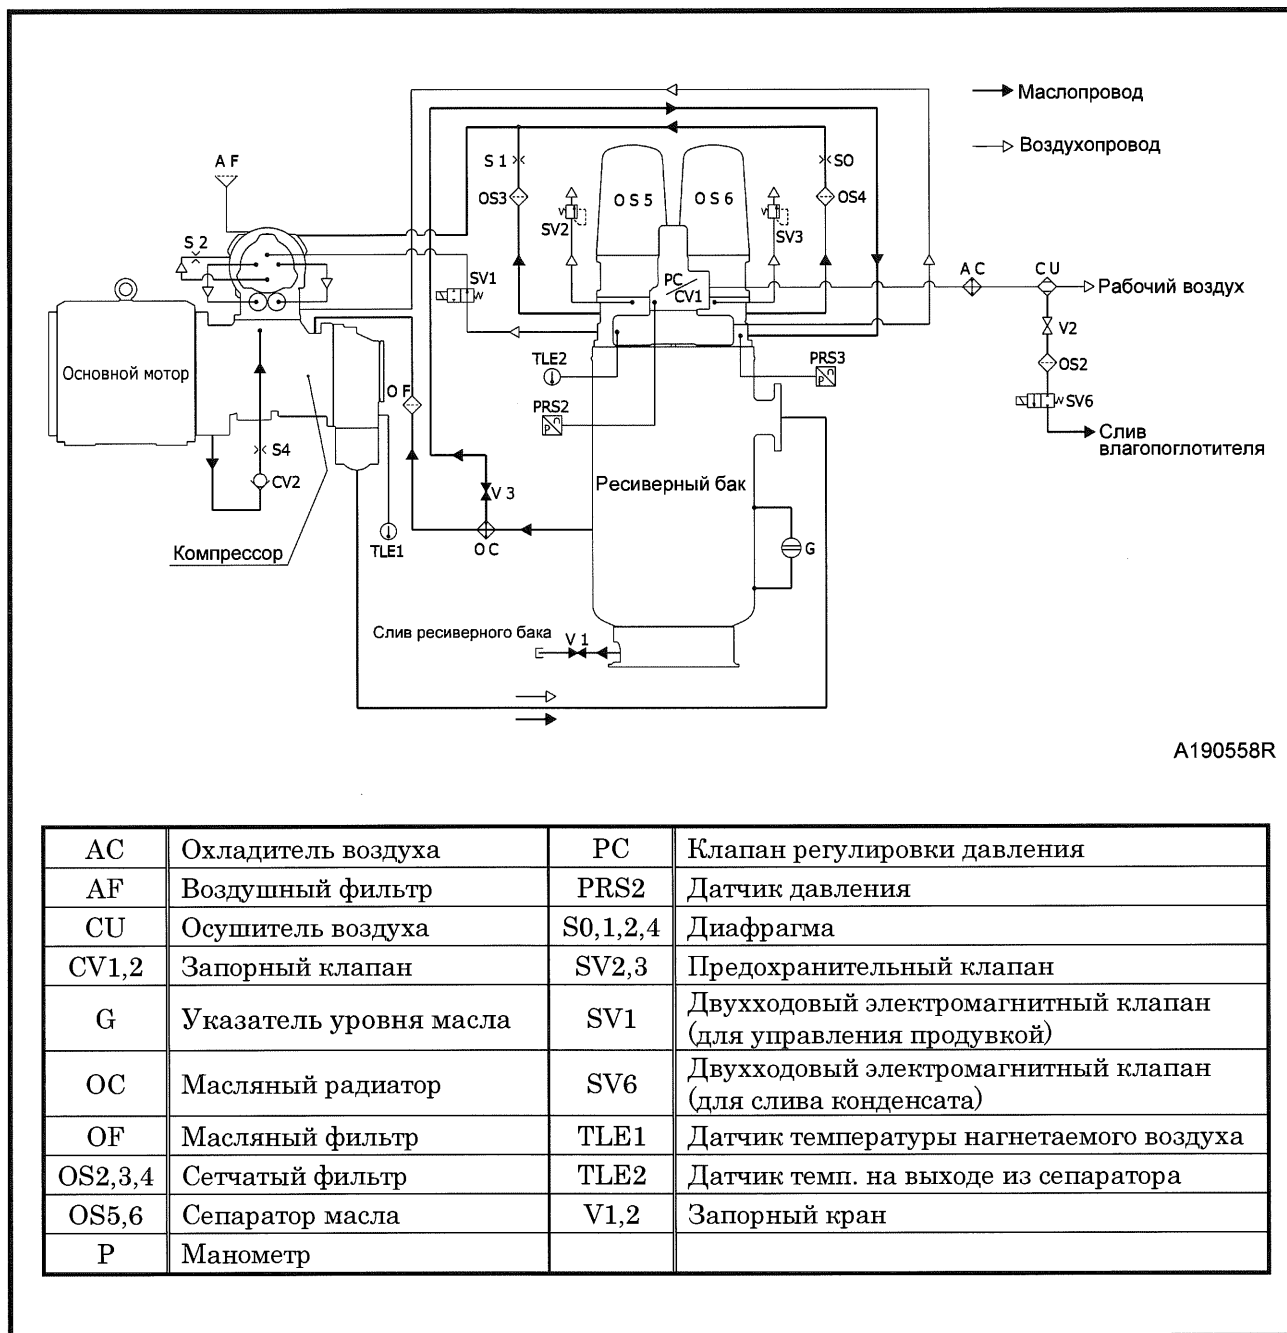 Маслопровод
Воздухопровод
A F
S 1
SO
OS3
O S 5
O S 6
OS4
SV2
SV3
S 2
SV1
PC
CV1
A C
C U
Рабочий воздух
V2
Основной мотор
TLE2
PRS3
OS2
O F
PRS2
SV6
Слив
влагопоглотителя
S4
CV2
V 3
Ресиверный бак
Компрессор
TLE1
O C
G
Слив ресиверного бака
V 1
A190558R
AC Охладитель воздуха PC Клапан регулировки давления
AF Воздушный фильтр PRS2 Датчик давления
CU Осушитель воздуха S0,1,2,4 Диафрагма
CV1,2 Запорный клапан SV2,3 Предохранительный клапан
G Указатель уровня масла SV1 Двухходовый электромагнитный клапан
(для управления продувкой)
OC Масляный радиатор SV6 Двухходовый электромагнитный клапан
(для слива конденсата)
OF Масляный фильтр TLE1 Датчик температуры нагнетаемого воздуха
OS2,3,4 Сетчатый фильтр TLE2 Датчик темп. на выходе из сепаратора
OS5,6 Сепаратор масла V1,2 Запорный кран
P Манометр